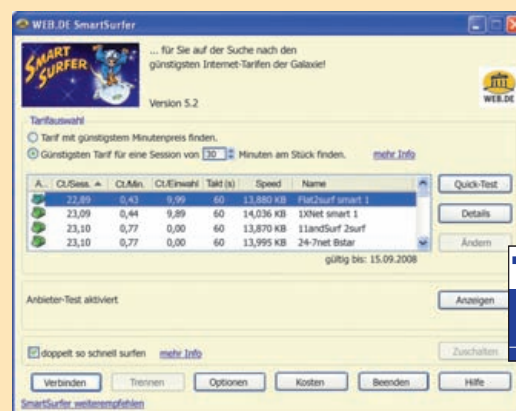 WEB.DE SmartSurfer
SMART SURFER
... für Sie auf der Suche nach den
günstigsten Internet-Tarifen der Galaxie!
Version 5.2
WEB.DE
Tarifauswahl
Tarif mit günstigstem Minutenpreis finden.
Günstigsten Tarif für eine Session von 30 Minuten am Stück finden. mehr Info
A... Ct/Sess. Ct/Min. Ct/Einwahl Takt (s) Speed Name
22,89 0,43 9,99 60 13,880 KB Flat2surf smart 1
23,09 0,44 9,89 60 14,036 KB 1XNet smart 1
23,10 0,77 0,00 60 13,870 KB 11andSurf 2surf
23,10 0,77 0,00 60 13,995 KB 24-7net Bstar
Quick-Test
Details
Ändern
gültig bis: 15.09.2008
Anbieter-Test aktiviert
Anzeigen
doppelt so schnell surfen mehr Info
Zuschalten
Verbinden Trennen Optionen Kosten Beenden Hilfe
SmartSurfer weiterempfehlen